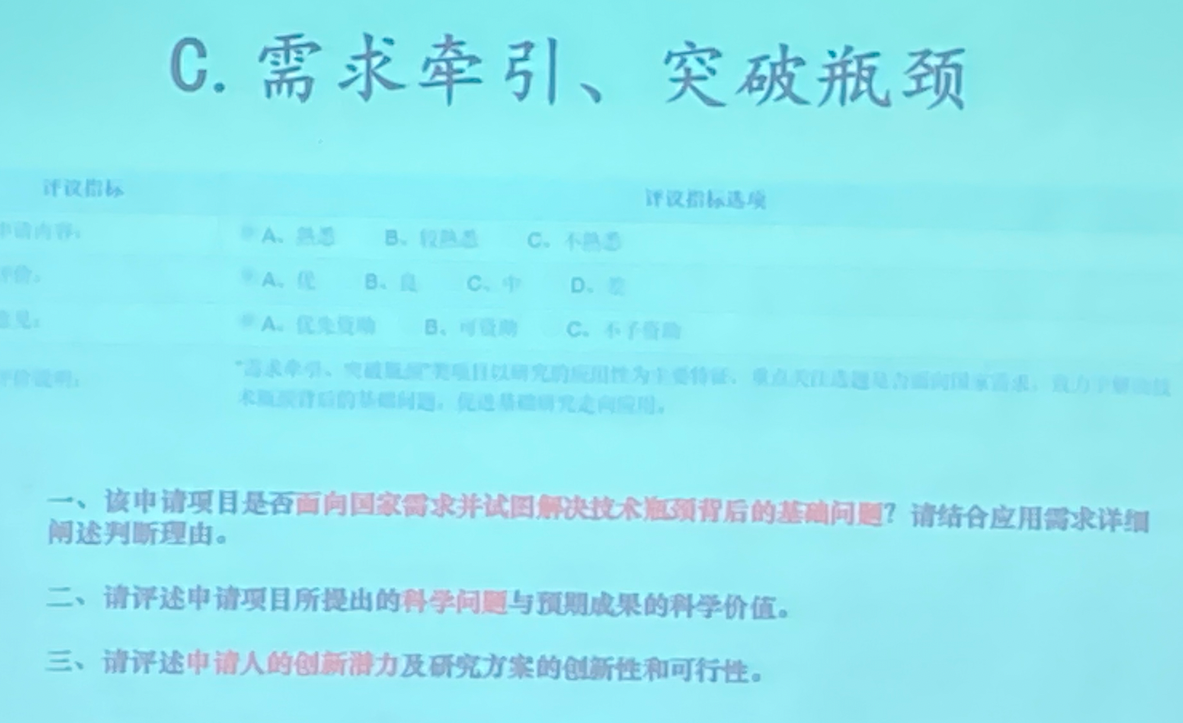 C.需求牵引、突破瓶颈
评议指标 评议指标选项
申请内容： A、熟悉 B、较熟悉 C、不熟悉
评价： A、优 B、良 C、中 D、差
意见： A、优先资助 B、可资助 C、不予资助
评价说明： “需求牵引、突破瓶颈”类项目以研究的应用性为主要特征，重点关注选题是否面向国家需求，致力于解决技
术瓶颈背后的基础问题，促进基础研究走向应用。
一、该申请项目是否面向国家需求并试图解决技术瓶颈背后的基础问题？请结合应用需求详细
阐述判断理由。
二、请评述申请项目所提出的科学问题与预期成果的科学价值。
三、请评述申请人的创新潜力及研究方案的创新性和可行性。